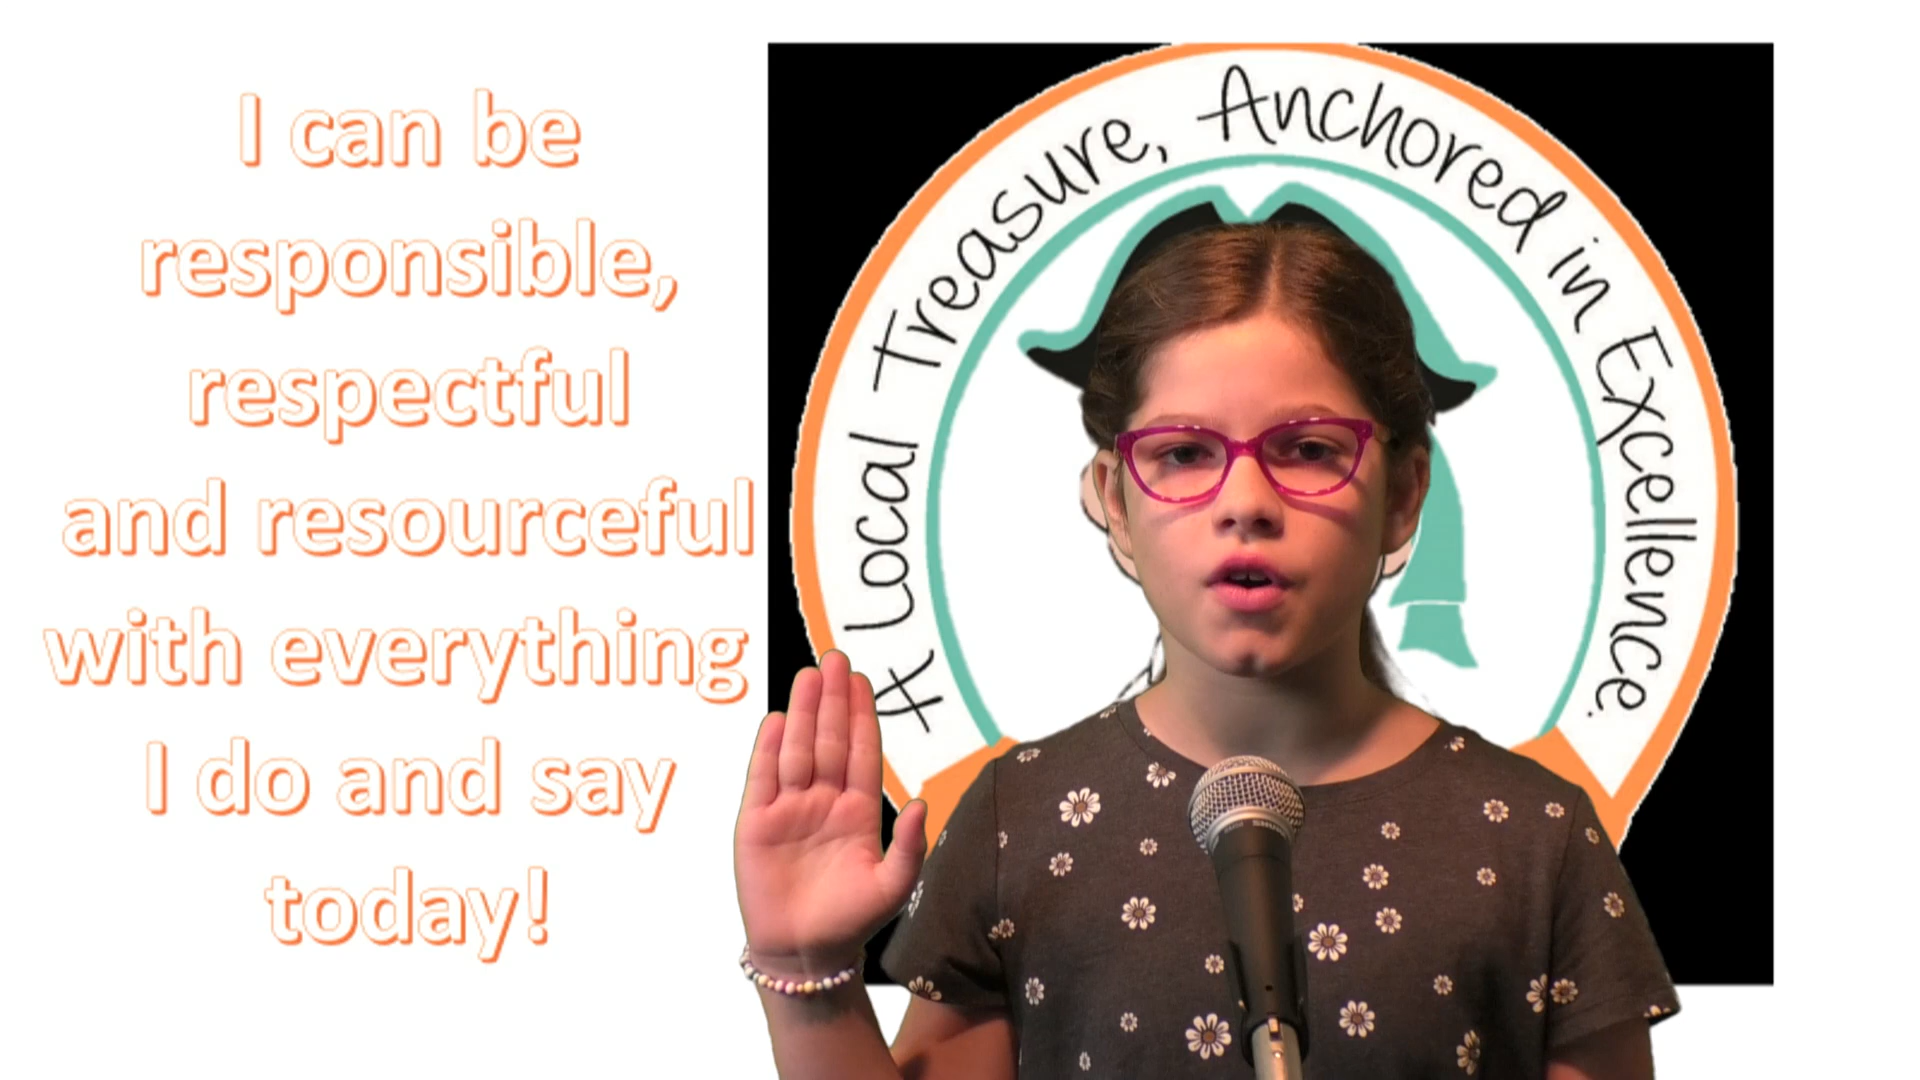 I can be
responsible,
respectful
and resourceful
with everything
I do and say
today!
A Local Treasure, Anchored in Excellence.